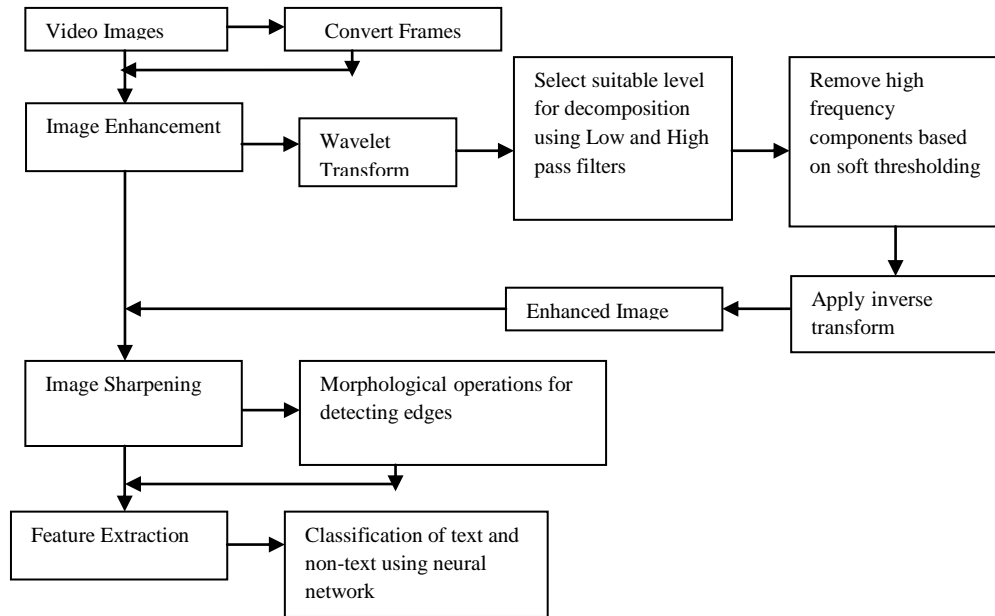 Video Images
Convert Frames
Image Enhancement
Wavelet
Transform
Select suitable level
for decomposition
using Low and High
pass filters
Remove high
frequency
components based
on soft thresholding
Apply inverse
transform
Enhanced Image
Image Sharpening
Morphological operations for
detecting edges
Feature Extraction
Classification of text and
non-text using neural
network